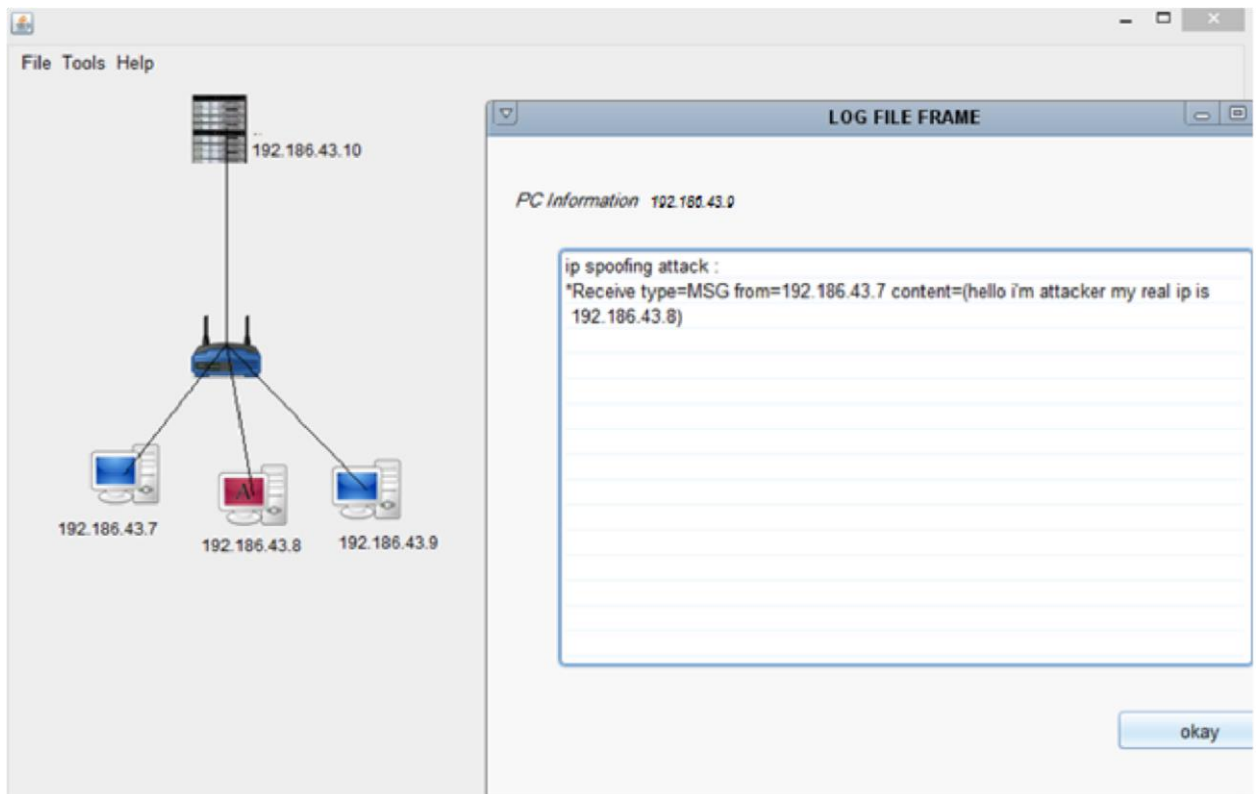 File Tools Help
192.186.43.10
192.186.43.7
192.186.43.8
192.186.43.9
LOG FILE FRAME
PC Information 192.186.43.9
ip spoofing attack :
*Receive type=MSG from=192.186.43.7 content=(hello i'm attacker my real ip is
192.186.43.8)
okay
A